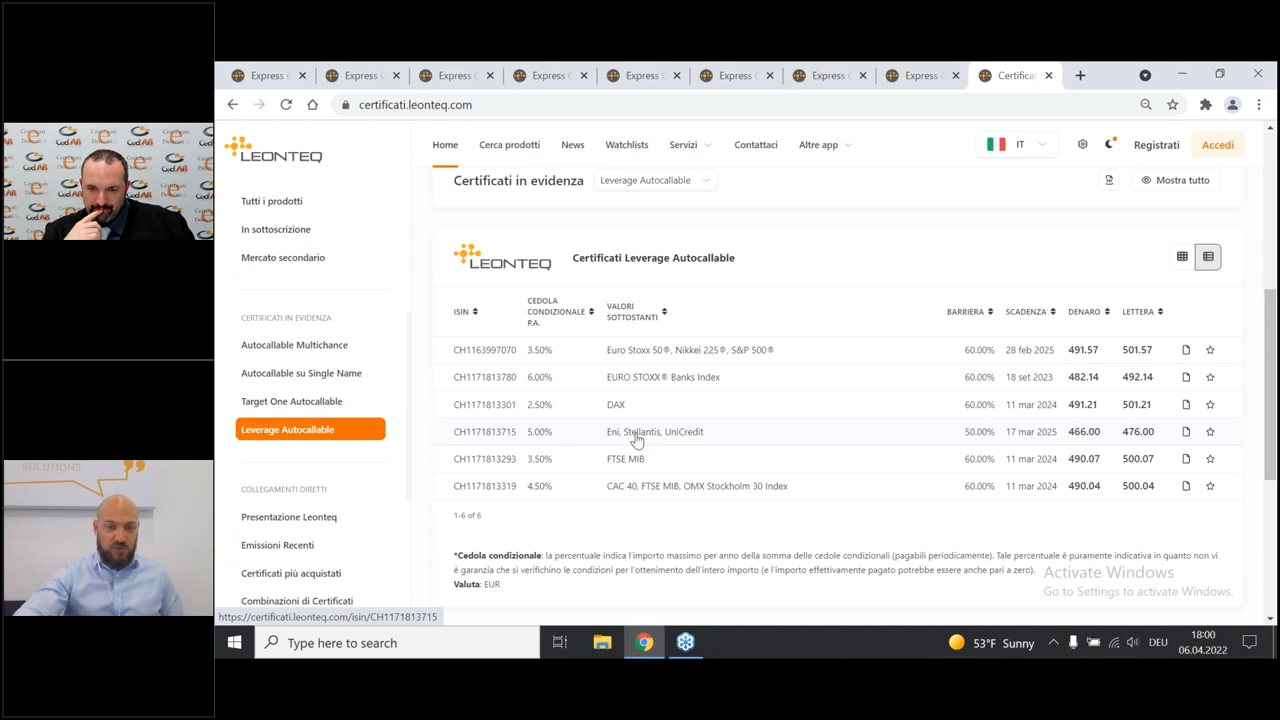 Express
Express
Express
Express
Express
Express
Express
Express
Certifica
certificati.leonteq.com
LEONTEQ
Home
Cerca prodotti
News
Watchlists
Servizi
Contattaci
Altre app
IT
Registrati
Accedi
Tutti i prodotti
In sottoscrizione
Mercato secondario
CERTIFICATI IN EVIDENZA
Autocallable Multichance
Autocallable su Single Name
Target One Autocallable
Leverage Autocallable
COLLEGAMENTI DIRETTI
Presentazione Leonteq
Emissioni Recenti
Certificati più acquistati
Combinazioni di Certificati
Certificati in evidenza
Leverage Autocallable
Mostra tutto
LEONTEQ
Certificati Leverage Autocallable
ISIN
CEDOLA
CONDIZIONALE
P.A.
VALORI
SOTTOSTANTI
BARRIERA
SCADENZA
DENARO
LETTERA
CH1163997070 3.50% Euro Stoxx 50®, Nikkei 225®, S&P 500® 60.00% 28 feb 2025 491.57 501.57
CH1171813780 6.00% EURO STOXX® Banks Index 60.00% 18 set 2023 482.14 492.14
CH1171813301 2.50% DAX 60.00% 11 mar 2024 491.21 501.21
CH1171813715 5.00% Eni, Stellantis, UniCredit 50.00% 17 mar 2025 466.00 476.00
CH1171813293 3.50% FTSE MIB 60.00% 11 mar 2024 490.07 500.07
CH1171813319 4.50% CAC 40, FTSE MIB, OMX Stockholm 30 Index 60.00% 11 mar 2024 490.04 500.04
1-6 of 6
*Cedola condizionale: la percentuale indica l'importo massimo per anno della somma delle cedole condizionali (pagabili periodicamente). Tale percentuale è puramente indicativa in quanto non vi
è garanzia che si verifichino le condizioni per l'ottenimento dell'intero importo (e l'importo effettivamente pagato potrebbe essere anche pari a zero).
Valuta: EUR
Activate Windows
Go to Settings to activate Windows.
https://certificati.leonteq.com/isin/CH1171813715
Type here to search
53°F Sunny
DEU
18:00
06.04.2022
CedLAB
SOLUTIONS